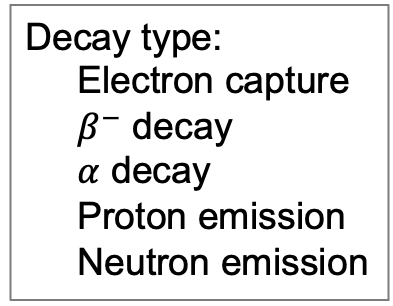 Decay type:
Electron capture
β⁻ decay
α decay
Proton emission
Neutron emission